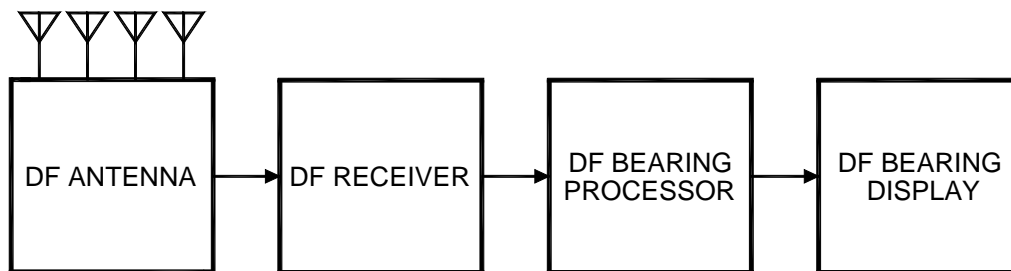 DF ANTENNA
DF RECEIVER
DF BEARING
PROCESSOR
DF BEARING
DISPLAY